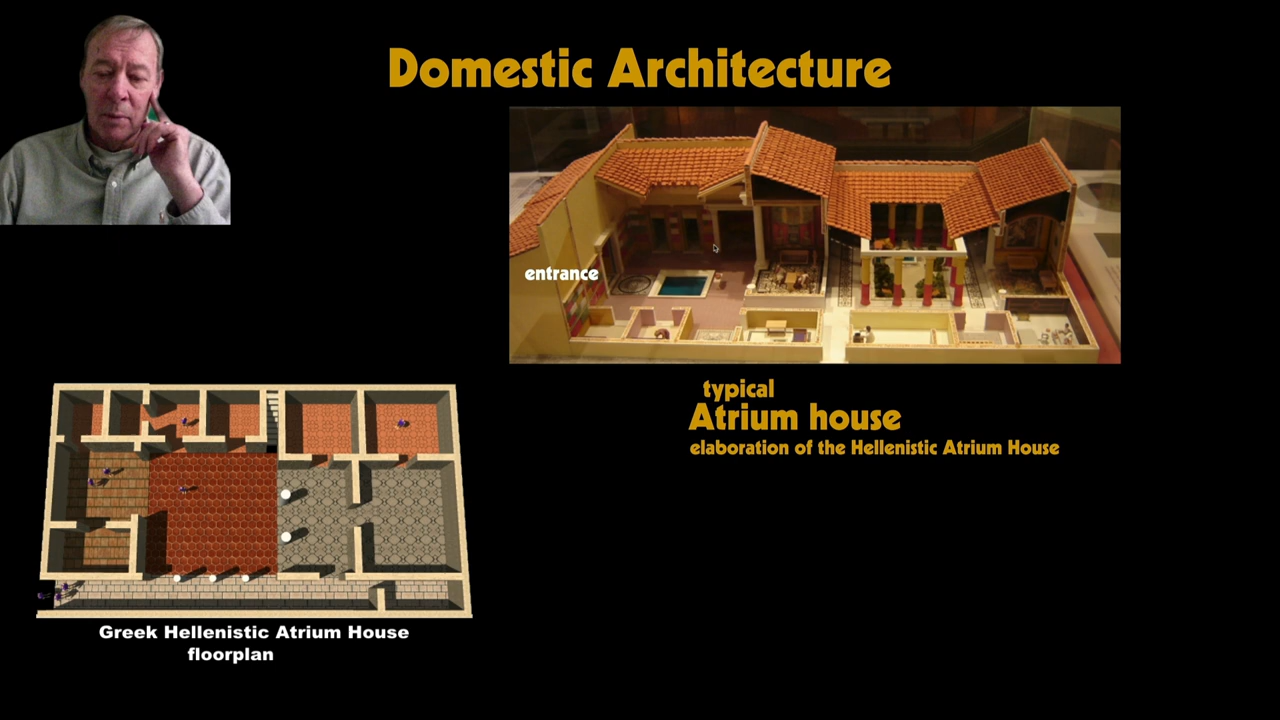 Domestic Architecture
entrance
typical
Atrium house
elaboration of the Hellenistic Atrium House
Greek Hellenistic Atrium House
floorplan